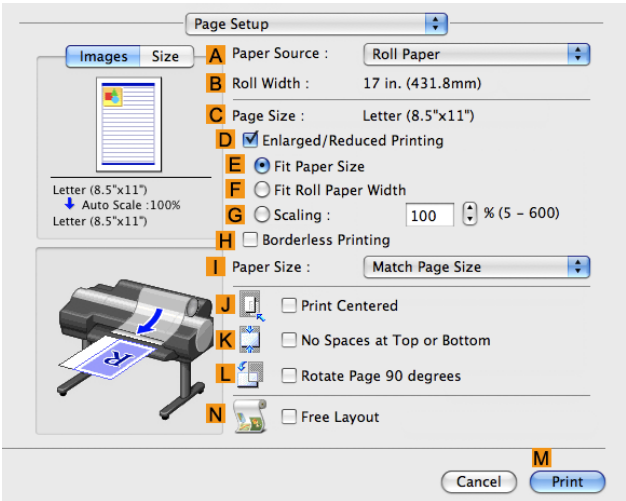 Page Setup
Images Size
A Paper Source : Roll Paper
B Roll Width : 17 in. (431.8mm)
C Page Size : Letter (8.5"x11")
D Enlarged/Reduced Printing
E Fit Paper Size
F Fit Roll Paper Width
G Scaling : 100 % (5 - 600)
H Borderless Printing
I Paper Size : Match Page Size
Letter (8.5"x11")
Auto Scale :100%
Letter (8.5"x11")
R
J Print Centered
K No Spaces at Top or Bottom
L Rotate Page 90 degrees
N Free Layout
M
Cancel Print